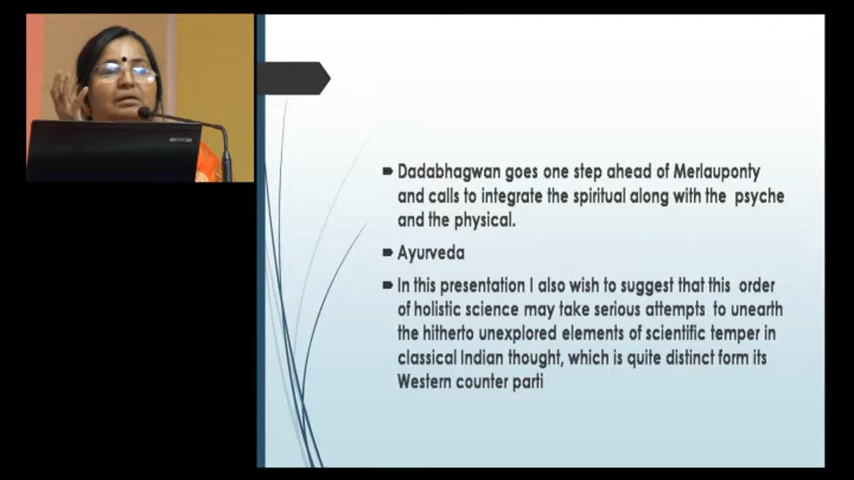 Dadabhagwan goes one step ahead of Merlauponty
and calls to integrate the spiritual along with the psyche
and the physical.
Ayurveda
In this presentation I also wish to suggest that this order
of holistic science may take serious attempts to unearth
the hitherto unexplored elements of scientific temper in
classical Indian thought, which is quite distinct form its
Western counter parti